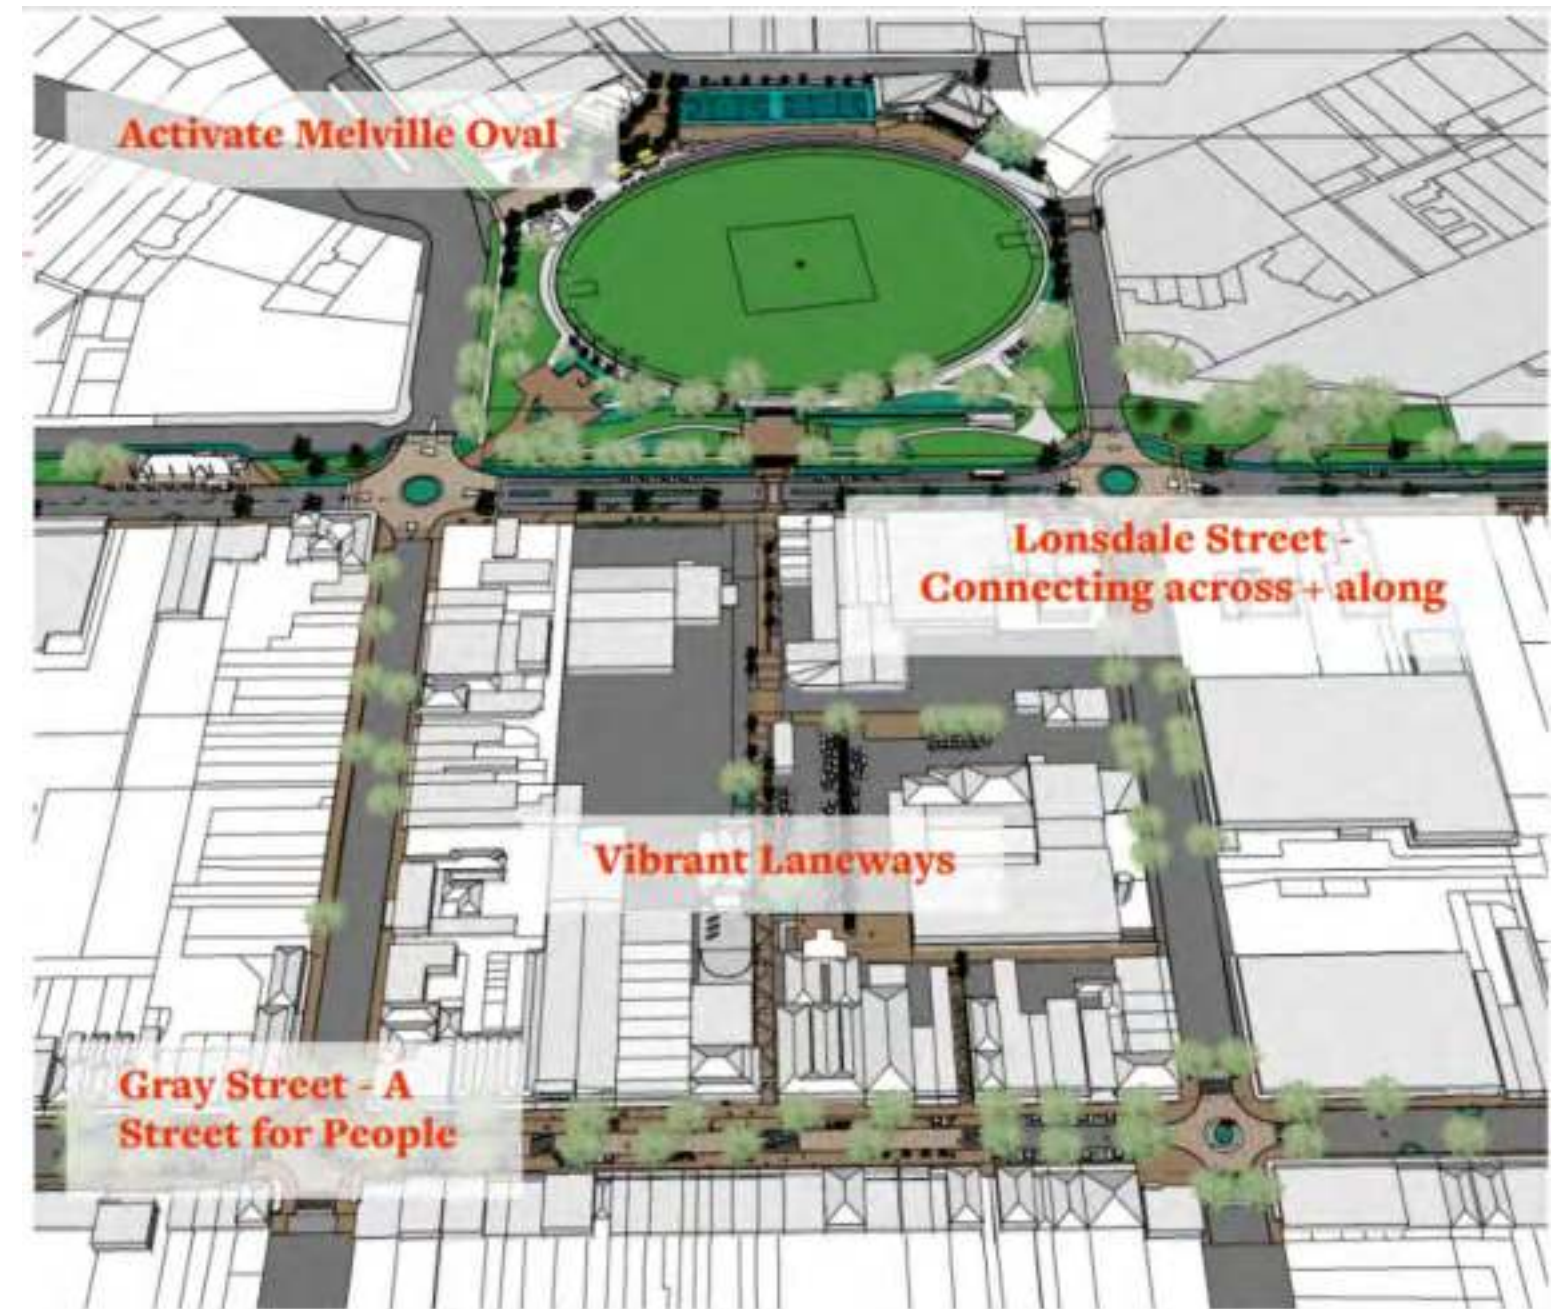 Activate Melville Oval
Lonsdale Street -
Connecting across + along
Vibrant Laneways
Gray Street - A
Street for People